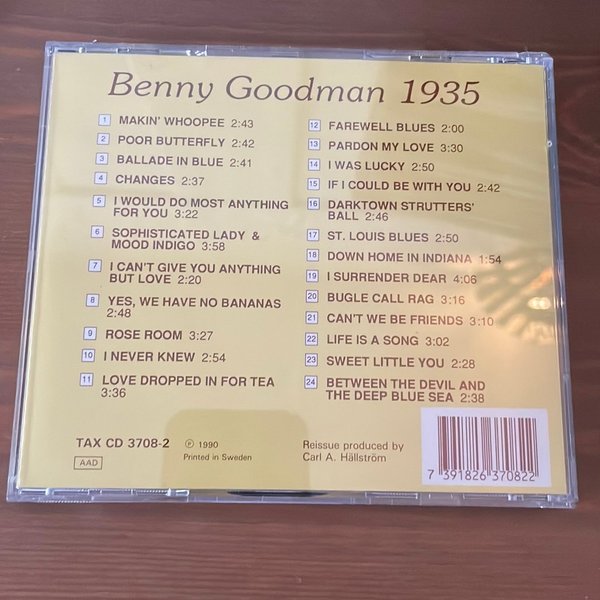 Benny Goodman 1935
1 MAKIN' WHOOPEE 2:43
2 POOR BUTTERFLY 2:42
3 BALLADE IN BLUE 2:41
4 CHANGES 2:37
5 I WOULD DO MOST ANYTHING
FOR YOU 3:22
6 SOPHISTICATED LADY &
MOOD INDIGO 3:58
7 I CAN'T GIVE YOU ANYTHING
BUT LOVE 2:20
8 YES, WE HAVE NO BANANAS
2:48
9 ROSE ROOM 3:27
10 I NEVER KNEW 2:54
11 LOVE DROPPED IN FOR TEA
3:36
12 FAREWELL BLUES 2:00
13 PARDON MY LOVE 3:30
14 I WAS LUCKY 2:50
15 IF I COULD BE WITH YOU 2:42
16 DARKTOWN STRUTTERS'
BALL 2:46
17 ST. LOUIS BLUES 2:50
18 DOWN HOME IN INDIANA 1:54
19 I SURRENDER DEAR 4:06
20 BUGLE CALL RAG 3:16
21 CAN'T WE BE FRIENDS 3:10
22 LIFE IS A SONG 3:02
23 SWEET LITTLE YOU 2:28
24 BETWEEN THE DEVIL AND
THE DEEP BLUE SEA 2:38
TAX CD 3708-2
AAD
℗ 1990
Printed in Sweden
Reissue produced by
Carl A. Hällström
7 391826 370822